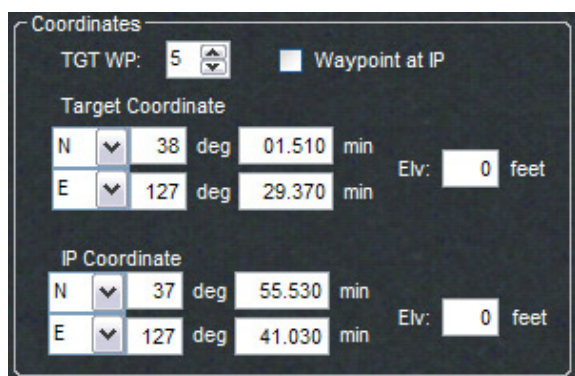 Coordinates
TGT WP: 5 Waypoint at IP
Target Coordinate
N 38 deg 01.510 min
Elv: 0 feet
E 127 deg 29.370 min
IP Coordinate
N 37 deg 55.530 min
Elv: 0 feet
E 127 deg 41.030 min